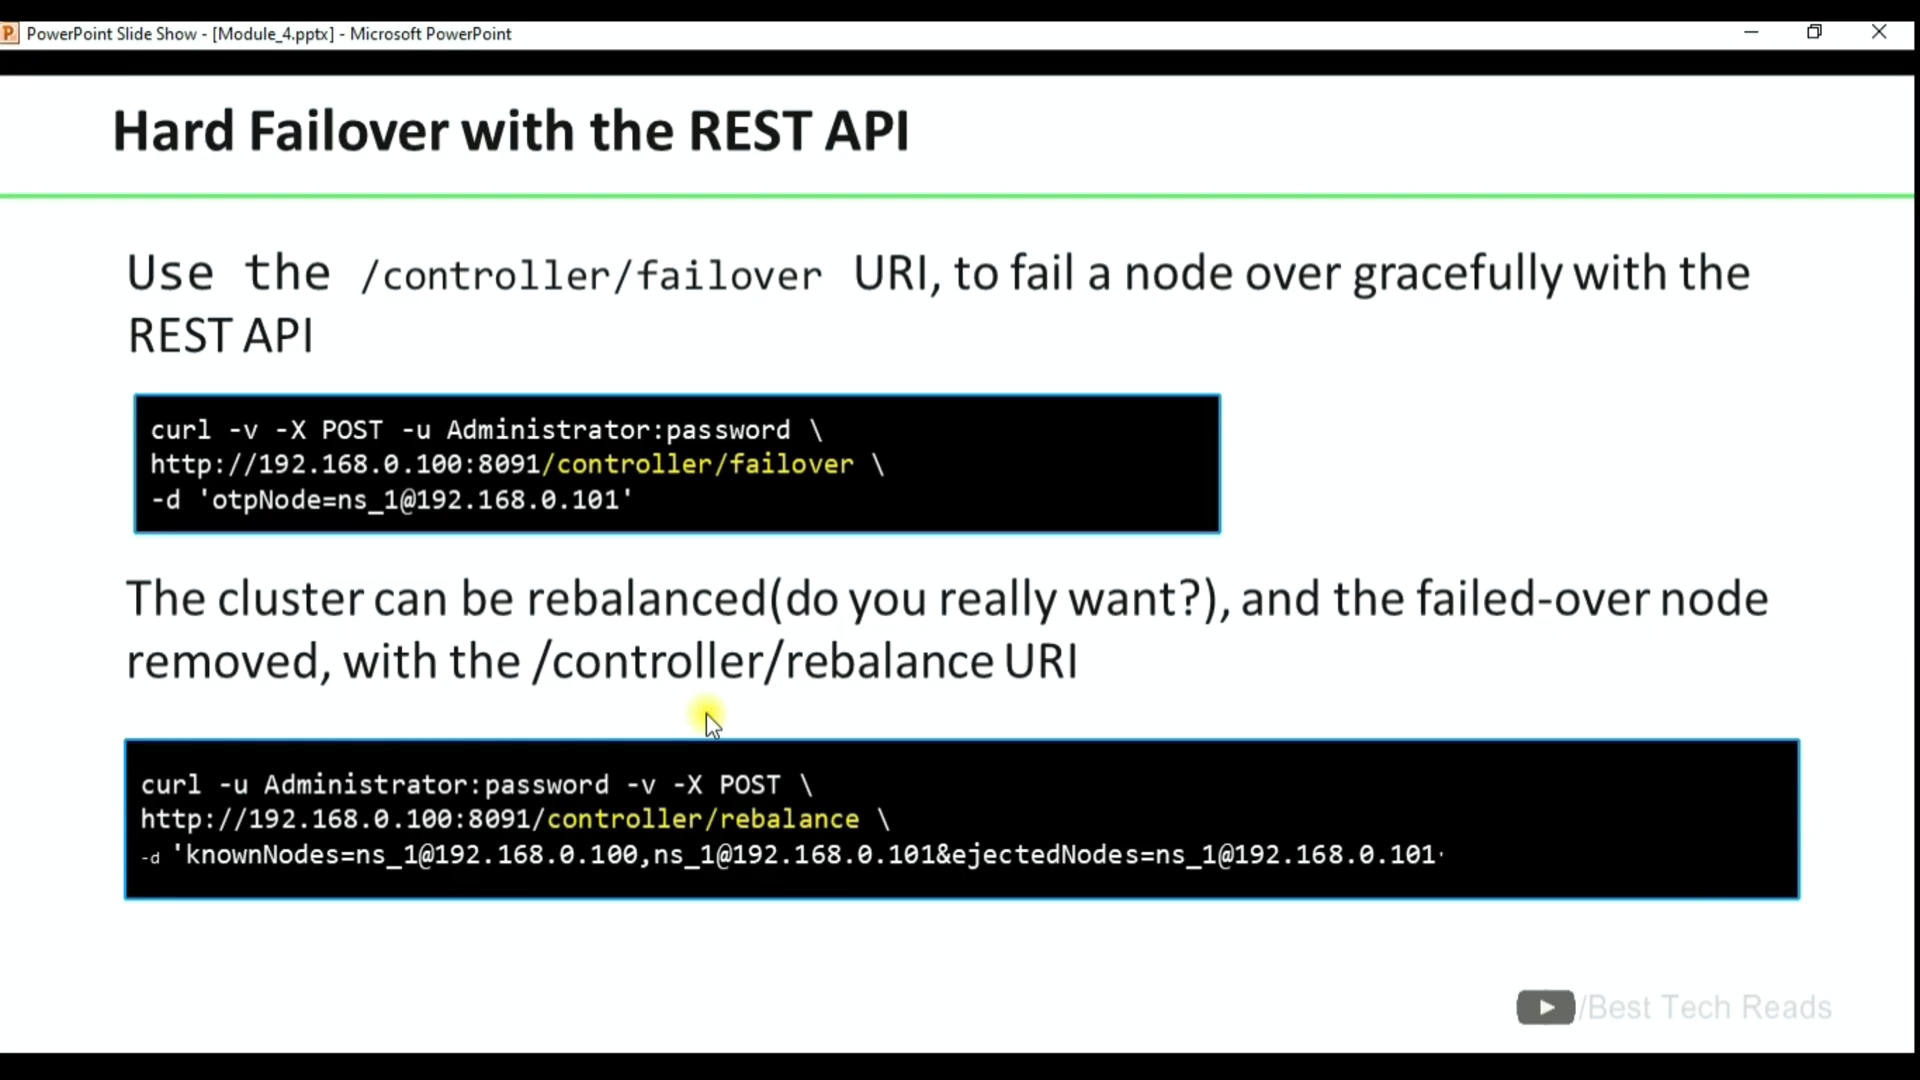 PowerPoint Slide Show - [Module_4.pptx] - Microsoft PowerPoint
Hard Failover with the REST API
Use the /controller/failover URI, to fail a node over gracefully with the
REST API
curl -v -X POST -u Administrator:password \
http://192.168.0.100:8091/controller/failover \
-d 'otpNode=ns_1@192.168.0.101'
The cluster can be rebalanced(do you really want?), and the failed-over node
removed, with the /controller/rebalance URI
curl -u Administrator:password -v -X POST \
http://192.168.0.100:8091/controller/rebalance \
-d 'knownNodes=ns_1@192.168.0.100,ns_1@192.168.0.101&ejectedNodes=ns_1@192.168.0.101'
/Best Tech Reads